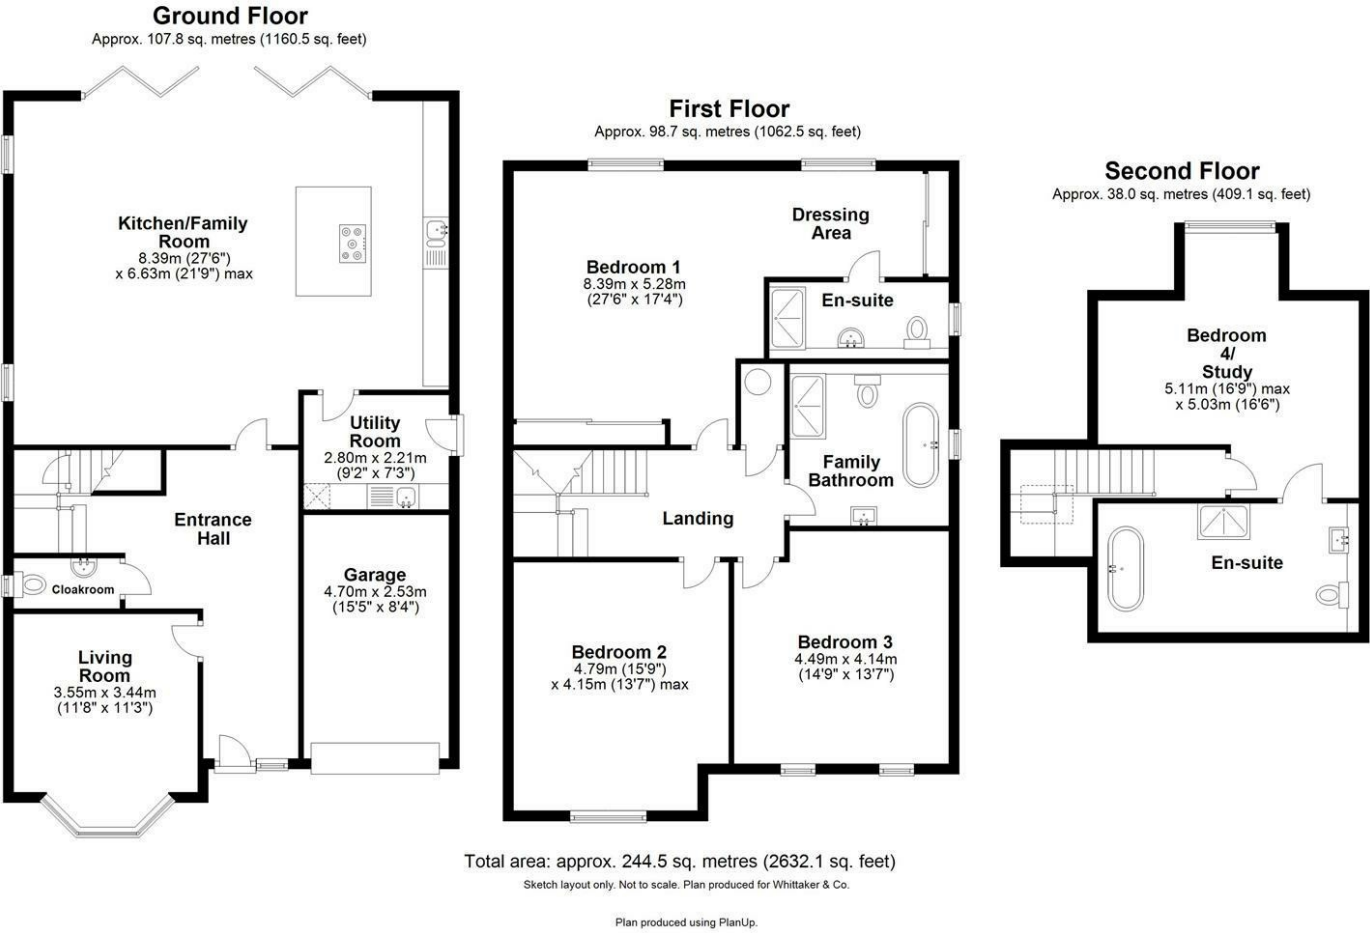 Ground Floor
Approx. 107.8 sq. metres (1160.5 sq. feet)
Kitchen/Family
Room
8.39m (27'6")
x 6.63m (21'9") max
Utility
Room
2.80m x 2.21m
(9'2" x 7'3")
Entrance
Hall
Cloakroom
Garage
4.70m x 2.53m
(15'5" x 8'4")
Living
Room
3.55m x 3.44m
(11'8" x 11'3")
First Floor
Approx. 98.7 sq. metres (1062.5 sq. feet)
Dressing
Area
Bedroom 1
8.39m x 5.28m
(27'6" x 17'4")
En-suite
Family
Bathroom
Landing
Bedroom 2
4.79m (15'9")
x 4.15m (13'7") max
Bedroom 3
4.49m x 4.14m
(14'9" x 13'7")
Second Floor
Approx. 38.0 sq. metres (409.1 sq. feet)
Bedroom
4/
Study
5.11m (16'9") max
x 5.03m (16'6")
En-suite
Total area: approx. 244.5 sq. metres (2632.1 sq. feet)
Sketch layout only. Not to scale. Plan produced for Whittaker & Co.
Plan produced using PlanUp.